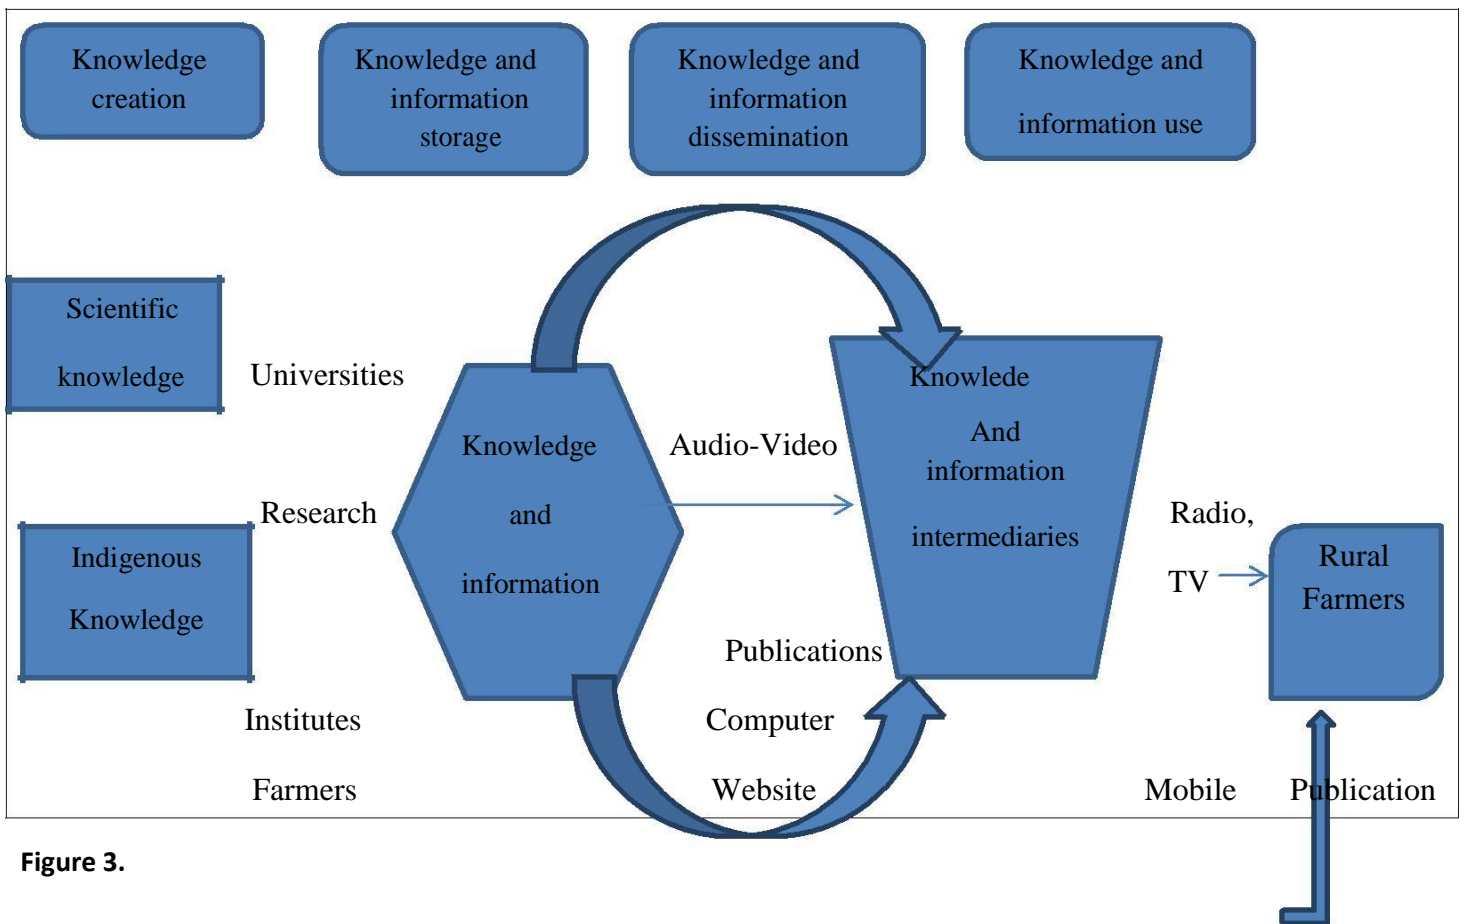 Knowledge
creation
Knowledge and
information
storage
Knowledge and
information
dissemination
Knowledge and
information use
Scientific
knowledge
Indigenous
Knowledge
Universities
Research
Institutes
Farmers
Knowledge
and
information
Audio-Video
Publications
Computer
Website
Knowlede
And
information
intermediaries
Radio,
TV
Mobile
Rural
Farmers
Publication
Figure 3.